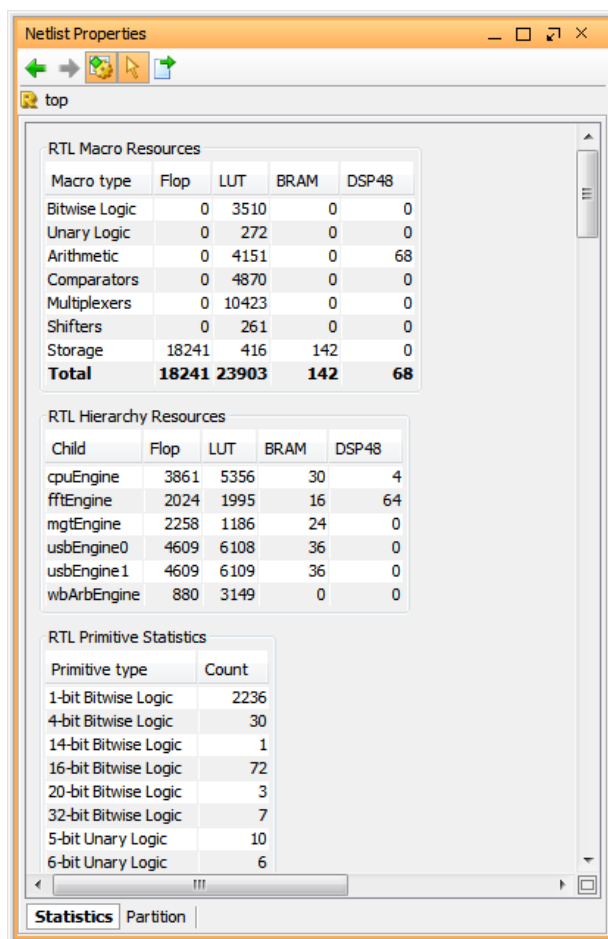 Netlist Properties
top
RTL Macro Resources
Macro type Flop LUT BRAM DSP48
Bitwise Logic 0 3510 0 0
Unary Logic 0 272 0 0
Arithmetic 0 4151 0 68
Comparators 0 4870 0 0
Multiplexers 0 10423 0 0
Shifters 0 261 0 0
Storage 18241 416 142 0
Total 18241 23903 142 68
RTL Hierarchy Resources
Child Flop LUT BRAM DSP48
cpuEngine 3861 5356 30 4
fftEngine 2024 1995 16 64
mgtEngine 2258 1186 24 0
usbEngine0 4609 6108 36 0
usbEngine1 4609 6109 36 0
wbArbEngine 880 3149 0 0
RTL Primitive Statistics
Primitive type Count
1-bit Bitwise Logic 2236
4-bit Bitwise Logic 30
14-bit Bitwise Logic 1
16-bit Bitwise Logic 72
20-bit Bitwise Logic 3
32-bit Bitwise Logic 7
5-bit Unary Logic 10
6-bit Unary Logic 6
Statistics Partition